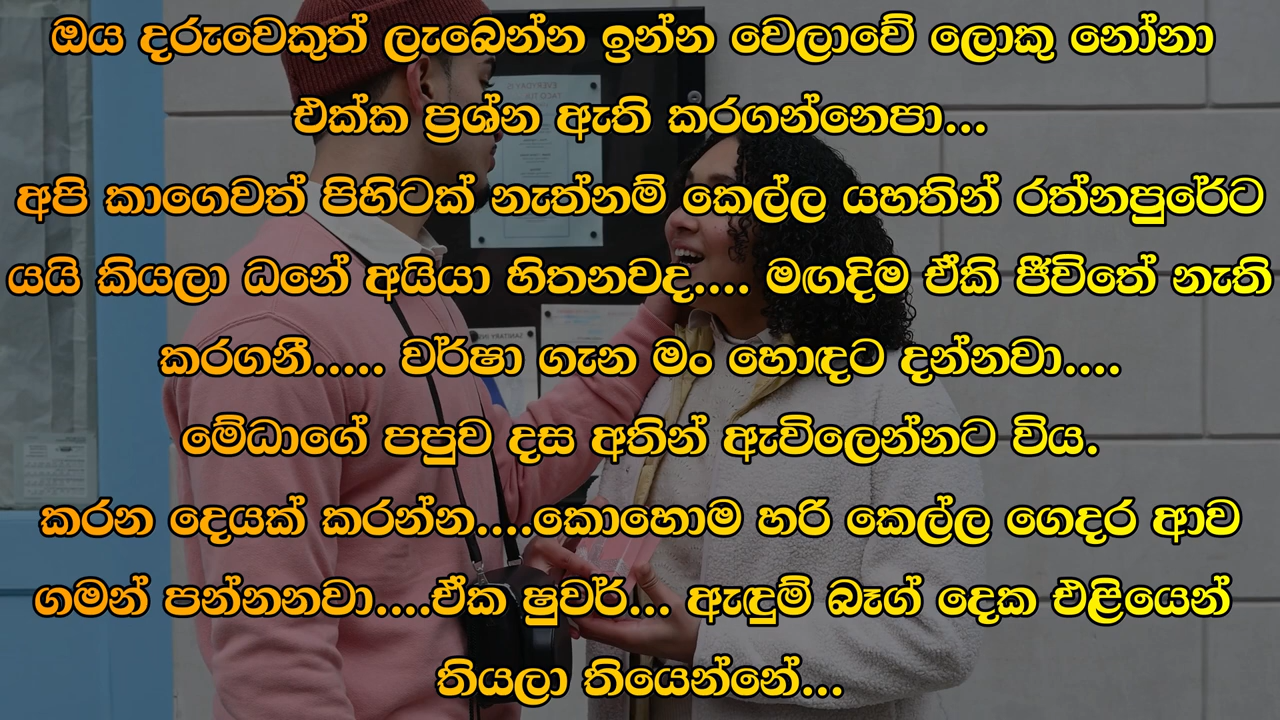 ඔය දරුවෙකුත් ලැබෙන්න ඉන්න වෙලාවේ ලොකු නෝනා
එක්ක ප්‍රශ්න ඇති කරගන්නෙපා...
අපි කාගෙවත් පිහිටක් නැත්නම් කෙල්ල යහතින් රත්නපුරේට
යයි කියලා ධනේ අයියා හිතනවද.... මඟදිම ඒකි ජීවිතේ නැති
කරගනී..... වර්ෂා ගැන මං හොඳට දන්නවා....
මේධාගේ පපුව දස අතින් ඇවිලෙන්නට විය.
කරන දෙයක් කරන්න....කොහොම හරි කෙල්ල ගෙදර ආව
ගමන් පන්නනවා....ඒක ෂුවර්... ඇඳුම් බෑග් දෙක එළියෙන්
තියලා තියෙන්නේ...